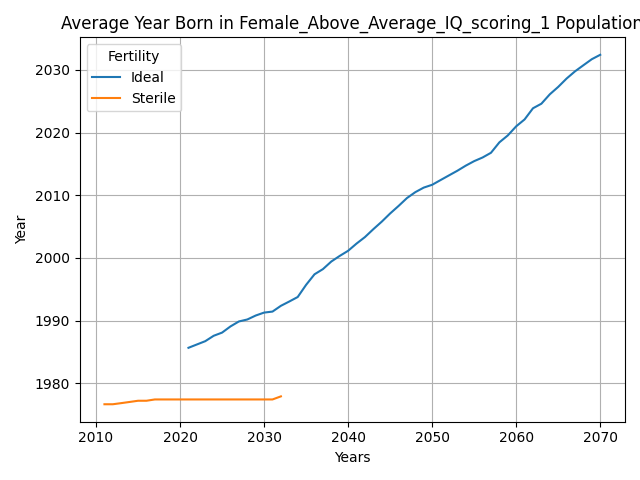 Average Year Born in Female_Above_Average_IQ_scoring_1 Population
Fertility
Ideal
Sterile
2030
2020
2010
2000
1990
1980
Year
2010 2020 2030 2040 2050 2060 2070
Years